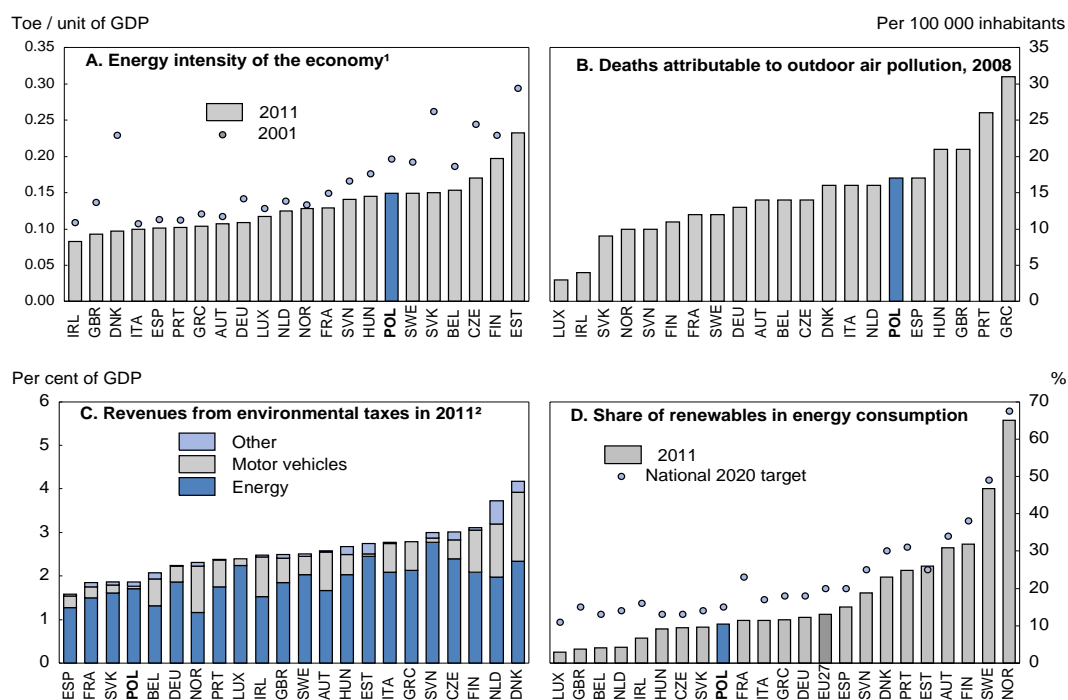 Toe / unit of GDP
Per 100 000 inhabitants
0.35
0.30
0.25
0.20
0.15
0.10
0.05
0.00
A. Energy intensity of the economy¹
2011
2001
IRL GBR DNK ITA ESP PRT GRC AUT DEU LUX NLD NOR FRA SVN HUN POL SWE SVK BEL CZE FIN EST
B. Deaths attributable to outdoor air pollution, 2008
35
30
25
20
15
10
5
0
LUX IRL SVK NOR SVN FIN FRA SWE DEU AUT BEL CZE DNK ITA NLD POL ESP HUN GBR PRT GRC
Per cent of GDP
%
6
5
4
3
2
1
0
C. Revenues from environmental taxes in 2011²
Other
Motor vehicles
Energy
ESP FRA SVK POL BEL DEU NOR PRT LUX IRL GBR SWE AUT HUN EST ITA GRC SVN CZE FIN NLD DNK
D. Share of renewables in energy consumption
2011
National 2020 target
70
60
50
40
30
20
10
0
LUX GBR BEL NLD IRL HUN CZE SVK POL FRA ITA GRC DEU EU27 ESP SVN DNK PRT EST AUT FIN SWE NOR